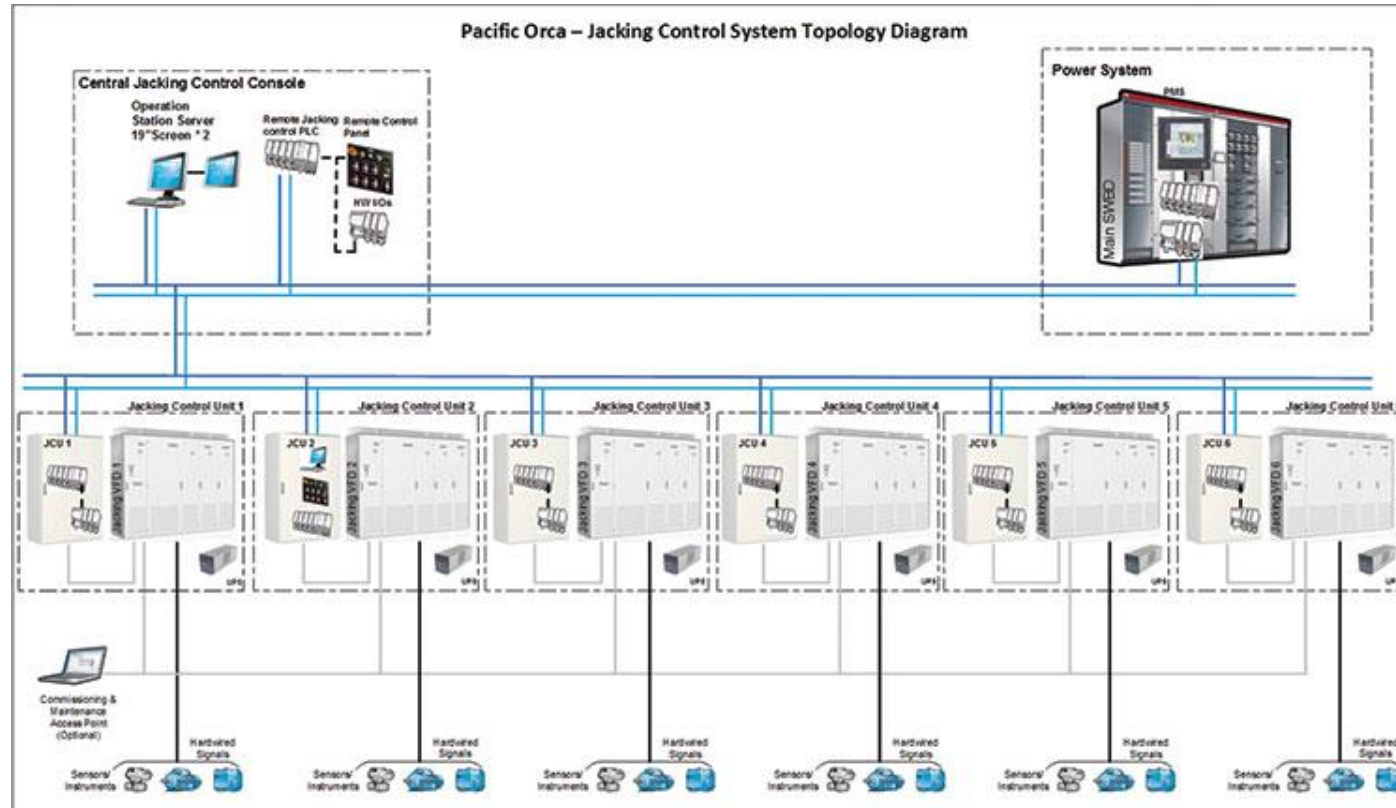 Pacific Orca – Jacking Control System Topology Diagram
Central Jacking Control Console
Operation
Station Server
19"Screen * 2
Remote Jacking
control PLC
Remote Control
Panel
HW I/Os
Power System
PMS
Main SWBD
Jacking Control Unit 1
JCU 1
Jacking VFD 1
UPS
Jacking Control Unit 2
JCU 2
Jacking VFD 2
UPS
Jacking Control Unit 3
JCU 3
Jacking VFD 3
UPS
Jacking Control Unit 4
JCU 4
Jacking VFD 4
UPS
Jacking Control Unit 5
JCU 5
Jacking VFD 5
UPS
Jacking Control Unit
JCU 6
Jacking VFD 6
UP
Commissioning &
Maintenance
Access Point
(Optional)
Hardwired
Signals
Sensors/
Instruments
Hardwired
Signals
Sensors/
Instruments
Hardwired
Signals
Sensors/
Instruments
Hardwired
Signals
Sensors/
Instruments
Hardwired
Signals
Sensors/
Instruments
Hardwired
Signals
Sensors/
Instruments